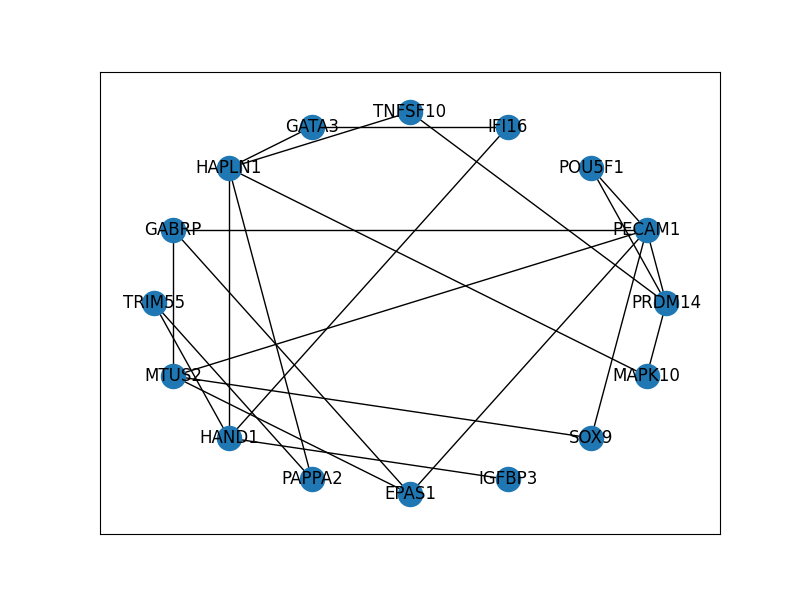 TNFSF10
GATA3
IFI16
HAPLN1
POU5F1
GABRP
PECAM1
TRIM55
PRDM14
MTUS2
MAPK10
HAND1
SOX9
PAPPA2
IGFBP3
EPAS1